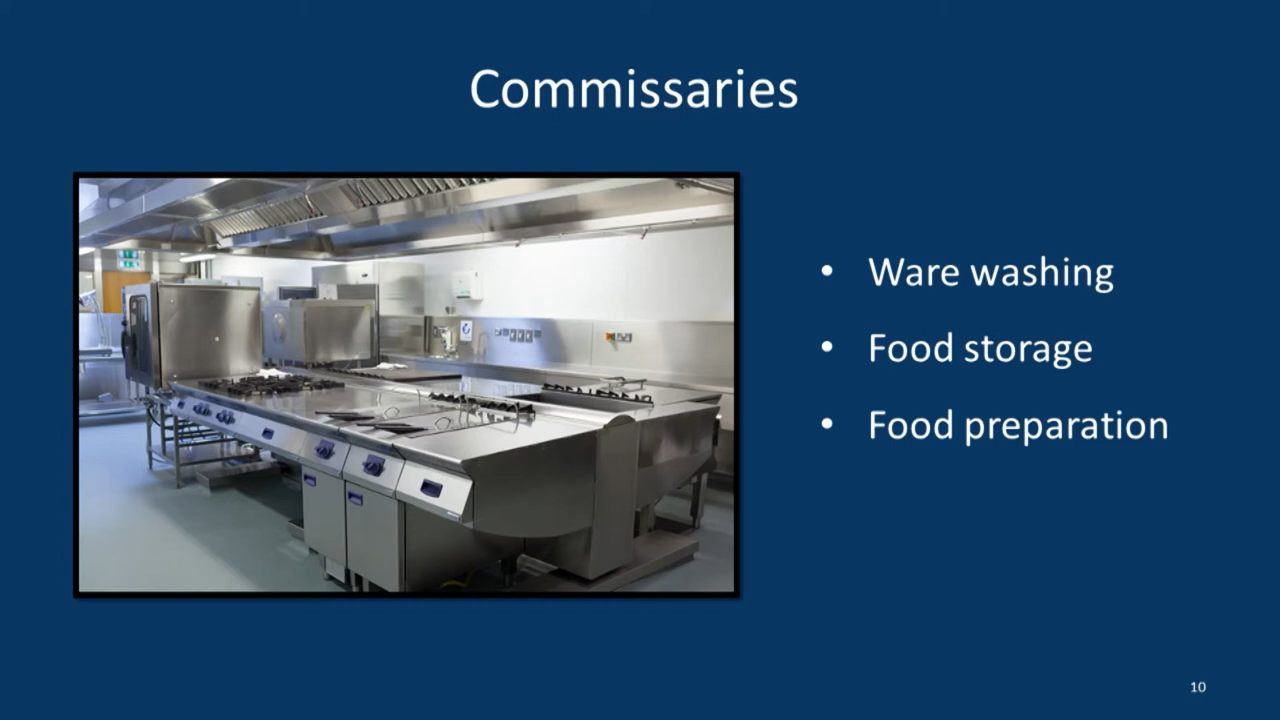 Commissaries
• Ware washing
• Food storage
• Food preparation
10